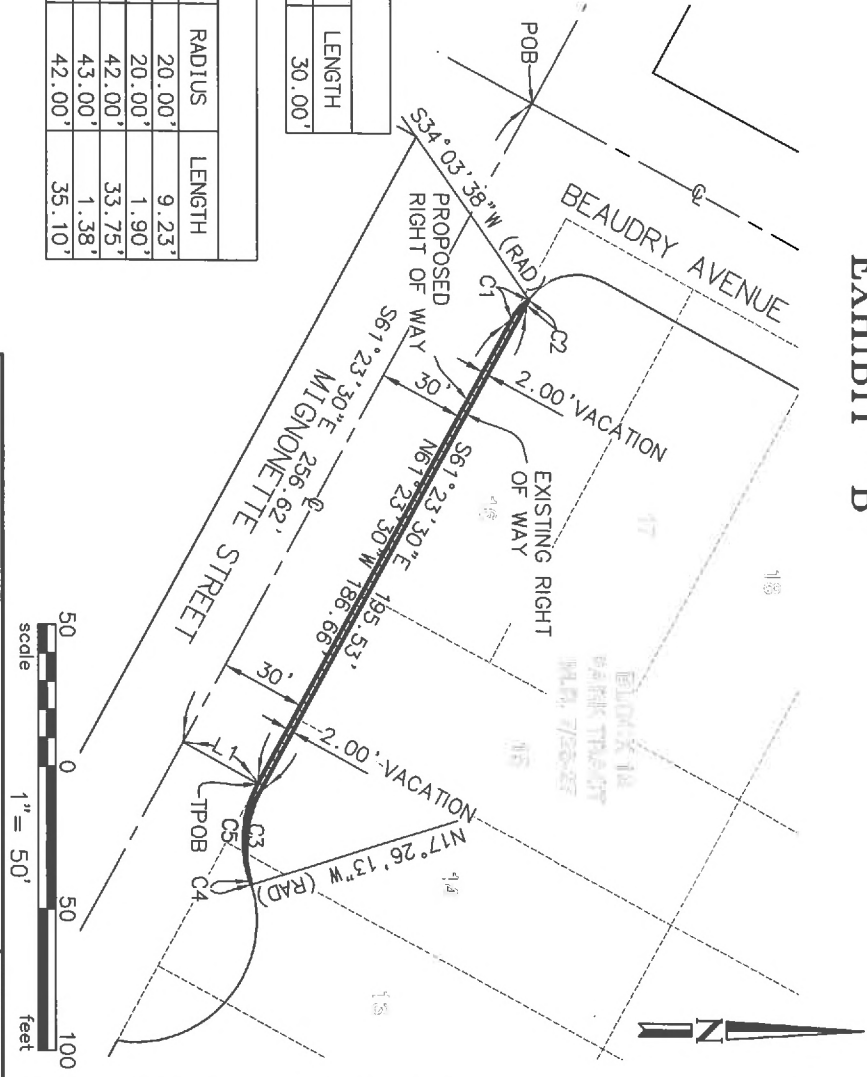 EXHIBIT B
POB
BEAUDRY AVENUE
S34°03'38"W (RAD)
C1
C2
PROPOSED
RIGHT OF WAY
2.00' VACATION
30'
EXISTING RIGHT
OF WAY
S61°23'30"E 195.53'
N61°23'30"W 186.66'
S61°23'30"E 256.62'
MIGNONETTE STREET
30'
2.00' VACATION
L1
TPOB
C3
C5
C4
N17°26'13"W (RAD)
18
17
16
15
14
13
N
LENGTH
30.00'
RADIUS LENGTH
20.00' 9.23'
20.00' 1.90'
42.00' 33.75'
43.00' 1.38'
42.00' 35.10'
50 0 50 100
scale 1"= 50' feet